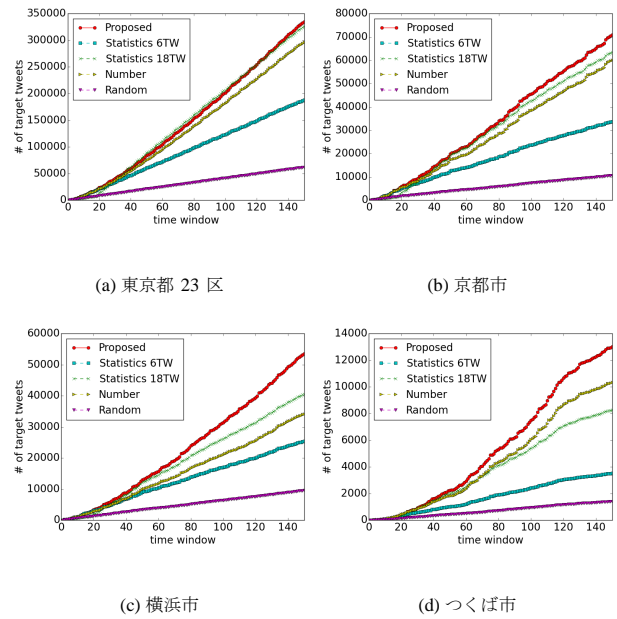 350000
300000
250000
200000
150000
100000
50000
0
# of target tweets
Proposed
Statistics 6TW
Statistics 18TW
Number
Random
0 20 40 60 80 100 120 140
time window
(a) 東京都 23 区
80000
70000
60000
50000
40000
30000
20000
10000
0
# of target tweets
Proposed
Statistics 6TW
Statistics 18TW
Number
Random
0 20 40 60 80 100 120 140
time window
(b) 京都市
60000
50000
40000
30000
20000
10000
0
# of target tweets
Proposed
Statistics 6TW
Statistics 18TW
Number
Random
0 20 40 60 80 100 120 140
time window
(c) 横浜市
14000
12000
10000
8000
6000
4000
2000
0
# of target tweets
Proposed
Statistics 6TW
Statistics 18TW
Number
Random
0 20 40 60 80 100 120 140
time window
(d) つくば市